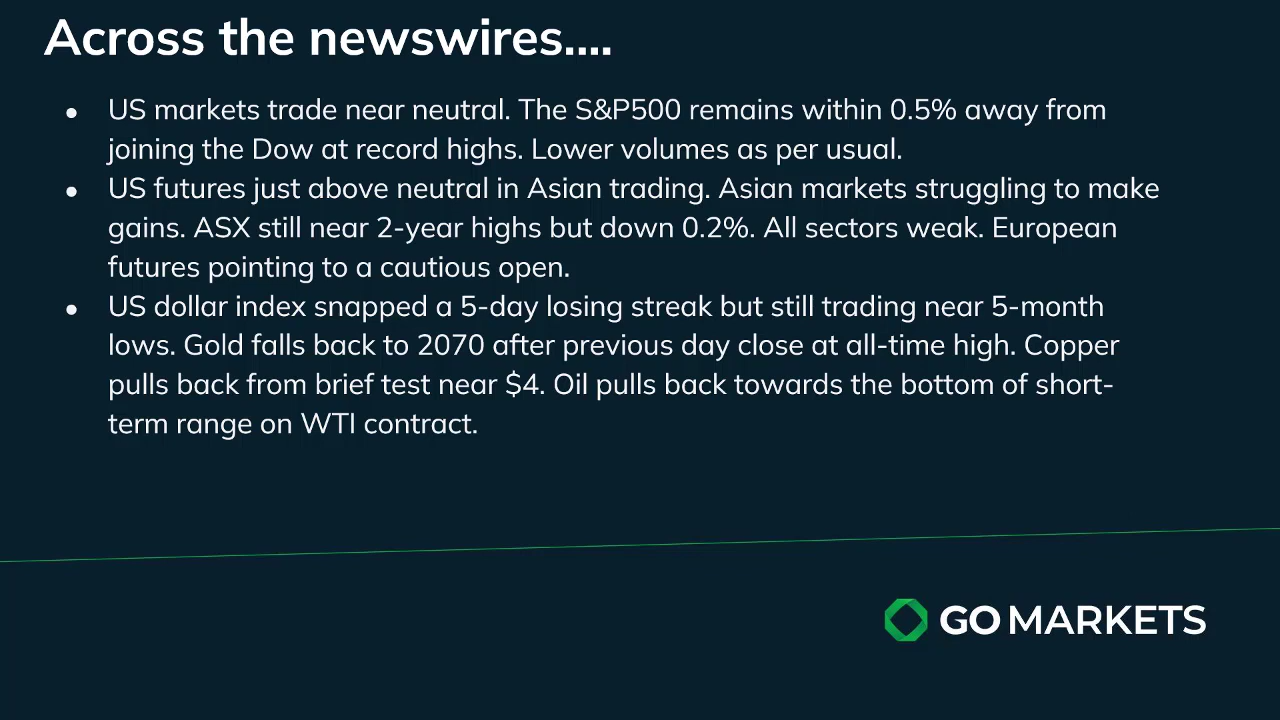 Across the newswires....
● US markets trade near neutral. The S&P500 remains within 0.5% away from
joining the Dow at record highs. Lower volumes as per usual.
● US futures just above neutral in Asian trading. Asian markets struggling to make
gains. ASX still near 2-year highs but down 0.2%. All sectors weak. European
futures pointing to a cautious open.
● US dollar index snapped a 5-day losing streak but still trading near 5-month
lows. Gold falls back to 2070 after previous day close at all-time high. Copper
pulls back from brief test near $4. Oil pulls back towards the bottom of short-
term range on WTI contract.
GO MARKETS